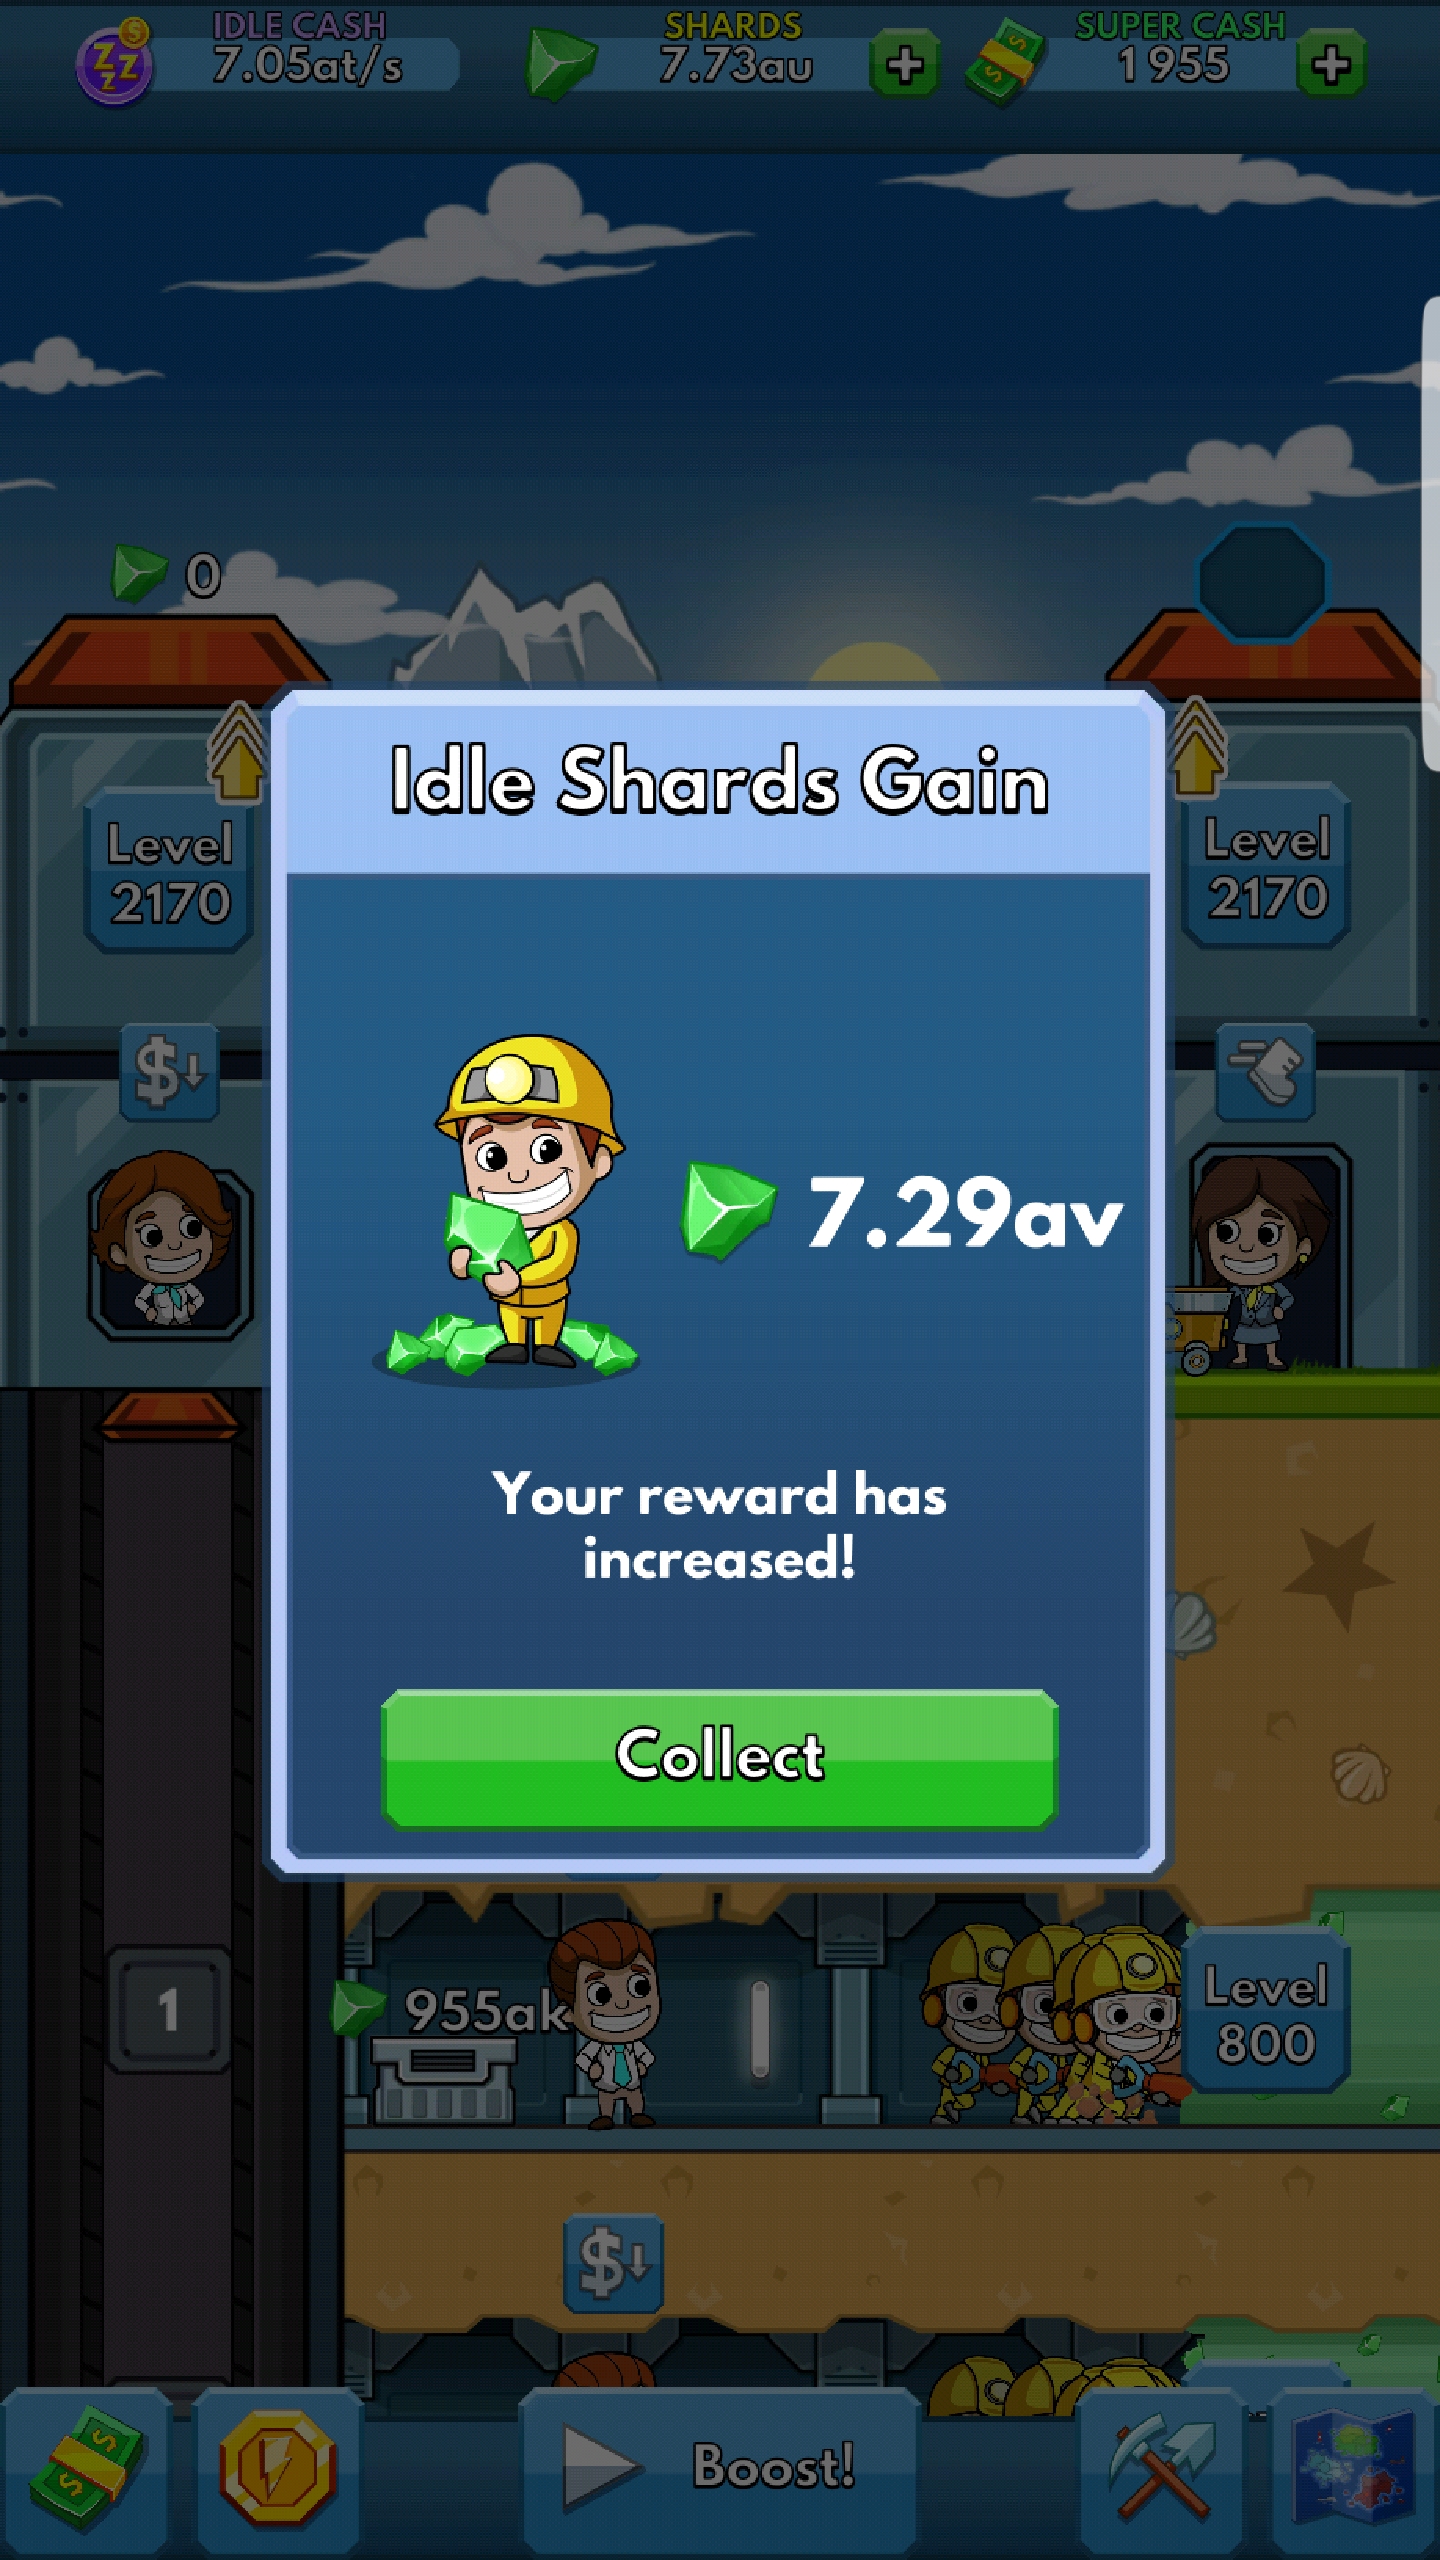 IDLE CASH
7.05at/s
SHARDS
7.73au
SUPER CASH
1 955
0
Level
2170
Level
2170
Idle Shards Gain
7.29av
Your reward has
increased!
Collect
1
955ak
Level
800
Boost!